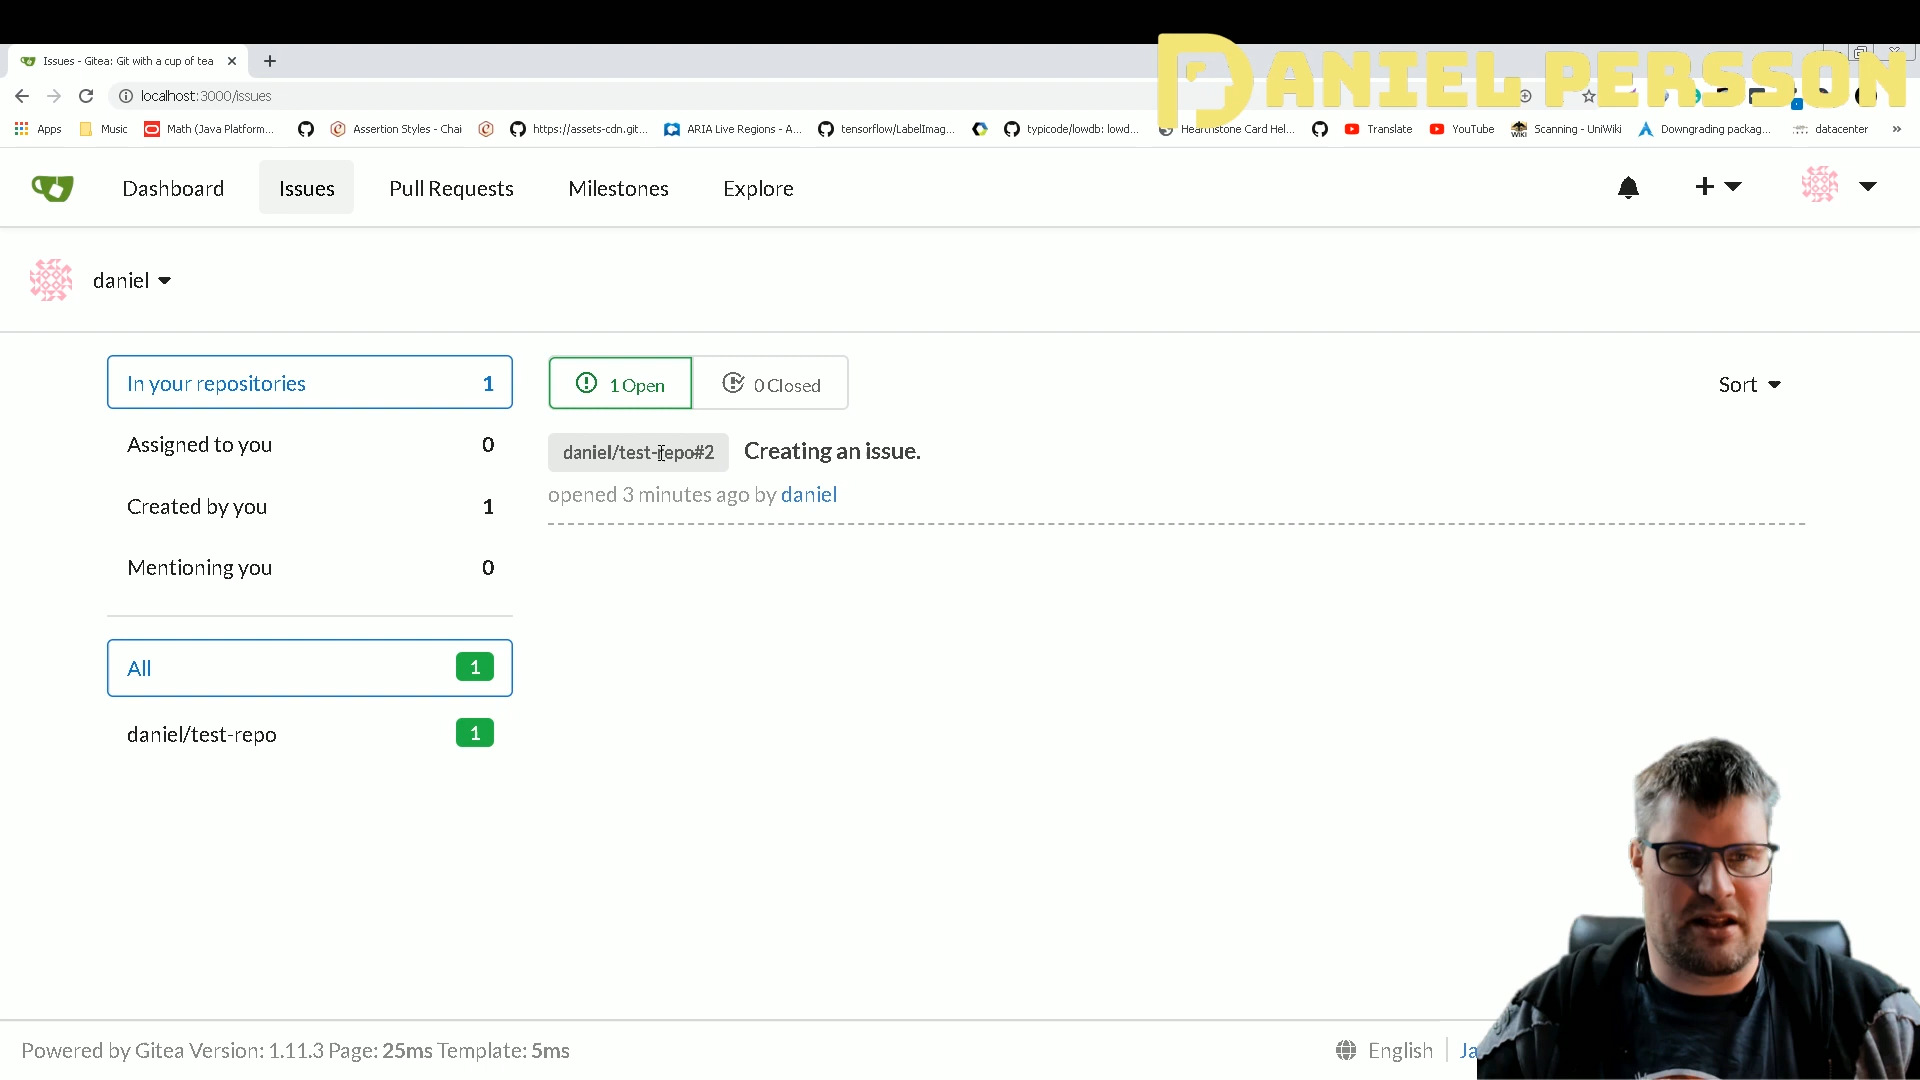 Issues - Gitea: Git with a cup of tea
DANIEL PERSSON
localhost:3000/issues
Apps Music Math (Java Platform... Assertion Styles - Chai https://assets-cdn.git... ARIA Live Regions - A... tensorflow/LabelImag... typicode/lowdb: lowd... Hearthstone Card Hel... Translate YouTube Scanning - UniWiki Downgrading packag... datacenter »
Dashboard Issues Pull Requests Milestones Explore
daniel
In your repositories 1
Assigned to you 0
Created by you 1
Mentioning you 0
All 1
daniel/test-repo 1
1 Open 0 Closed Sort
daniel/test-repo#2 Creating an issue.
opened 3 minutes ago by daniel
Powered by Gitea Version: 1.11.3 Page: 25ms Template: 5ms English